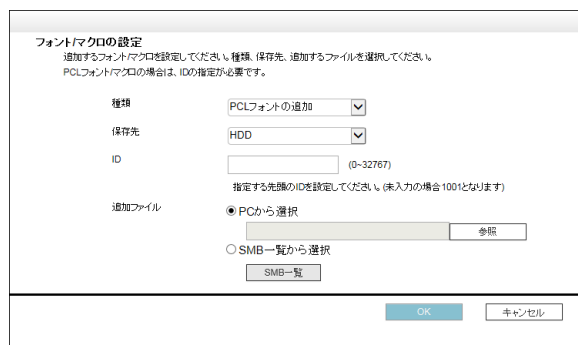 フォント/マクロの設定
追加するフォント/マクロを設定してください。種類、保存先、追加するファイルを選択してください。
PCLフォント/マクロの場合は、IDの指定が必要です。
種類 PCLフォントの追加
保存先 HDD
ID (0~32767)
指定する先頭のIDを設定してください。(未入力の場合1001となります)
追加ファイル PCから選択
参照
SMB一覧から選択
SMB一覧
OK キャンセル